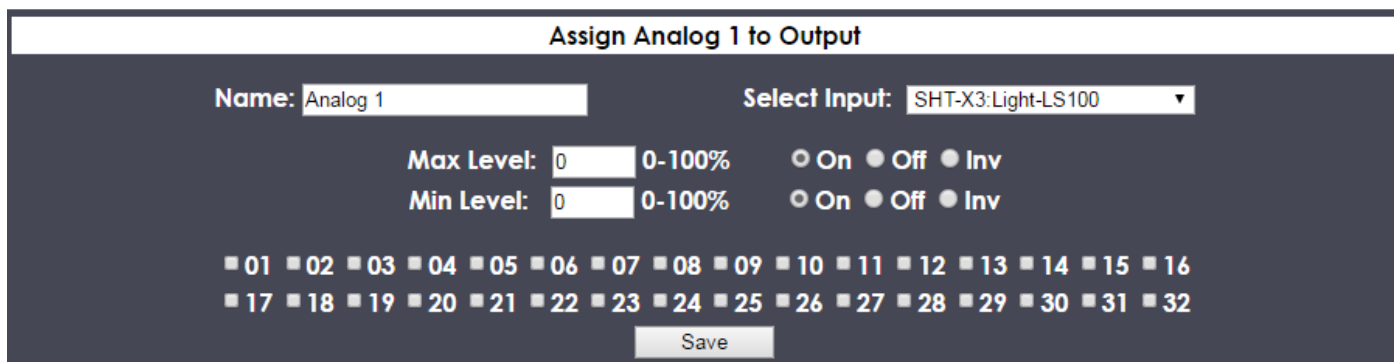 Assign Analog 1 to Output
Name: Analog 1 Select Input: SHT-X3:Light-LS100
Max Level: 0 0-100% On Off Inv
Min Level: 0 0-100% On Off Inv
01 02 03 04 05 06 07 08 09 10 11 12 13 14 15 16
17 18 19 20 21 22 23 24 25 26 27 28 29 30 31 32
Save